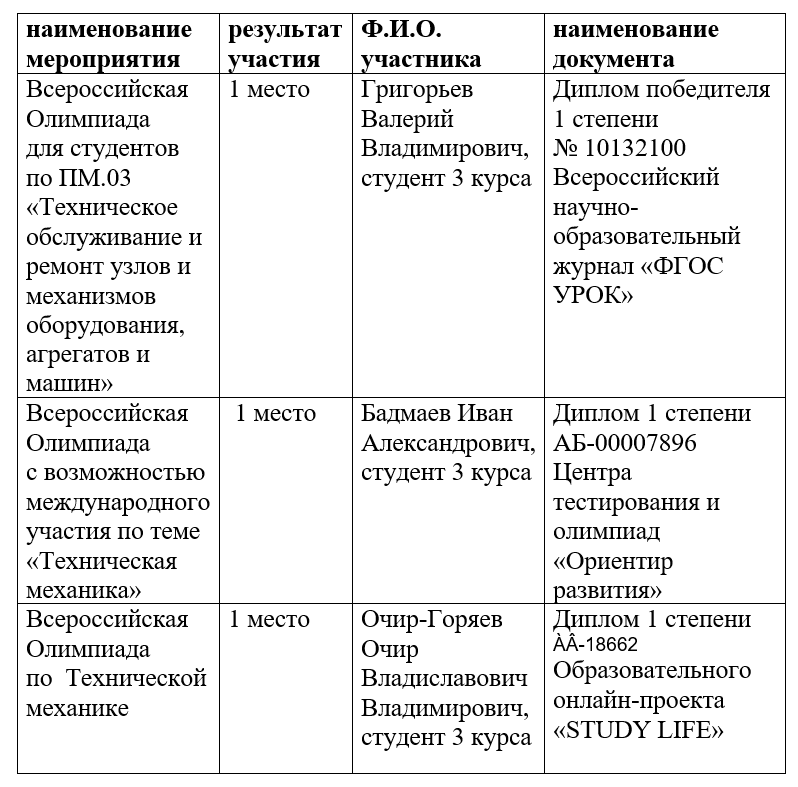 наименование мероприятия
результат участия
Ф.И.О. участника
наименование документа
Всероссийская
Олимпиада
для студентов
по ПМ.03
«Техническое
обслуживание и
ремонт узлов и
механизмов
оборудования,
агрегатов и
машин»
1 место
Григорьев
Валерий
Владимирович,
студент 3 курса
Диплом победителя
1 степени
№ 10132100
Всероссийский
научно-
образовательный
журнал «ФГОС
УРОК»
Всероссийская
Олимпиада
с возможностью
международного
участия по теме
«Техническая
механика»
1 место
Бадмаев Иван
Александрович,
студент 3 курса
Диплом 1 степени
АБ-00007896
Центра
тестирования и
олимпиад
«Ориентир
развития»
Всероссийская
Олимпиада
по Технической
механике
1 место
Очир-Горяев
Очир
Владиславович
Владимирович,
студент 3 курса
Диплом 1 степени
ÀÂ-18662
Образовательного
онлайн-проекта
«STUDY LIFE»